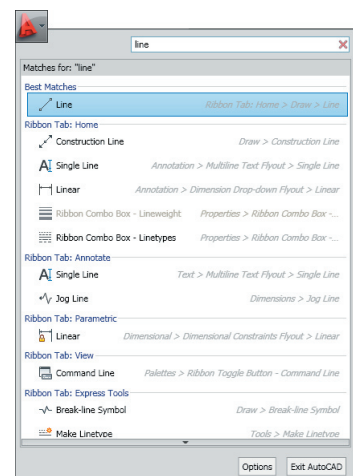 line
Matches for: "line"
Best Matches
Line Ribbon Tab: Home > Draw > Line
Ribbon Tab: Home
Construction Line Draw > Construction Line
A Single Line Annotation > Multiline Text Flyout > Single Line
Linear Annotation > Dimension Drop-down Flyout > Linear
Ribbon Combo Box - Lineweight Properties > Ribbon Combo Box -...
Ribbon Combo Box - Linetypes Properties > Ribbon Combo Box -...
Ribbon Tab: Annotate
A Single Line Text > Multiline Text Flyout > Single Line
Jog Line Dimensions > Jog Line
Ribbon Tab: Parametric
Linear Dimensional > Dimensional Constraints Flyout > Linear
Ribbon Tab: View
Command Line Palettes > Ribbon Toggle Button - Command Line
Ribbon Tab: Express Tools
Break-line Symbol Draw > Break-line Symbol
Make Linetype Tools > Make Linetype
Options Exit AutoCAD